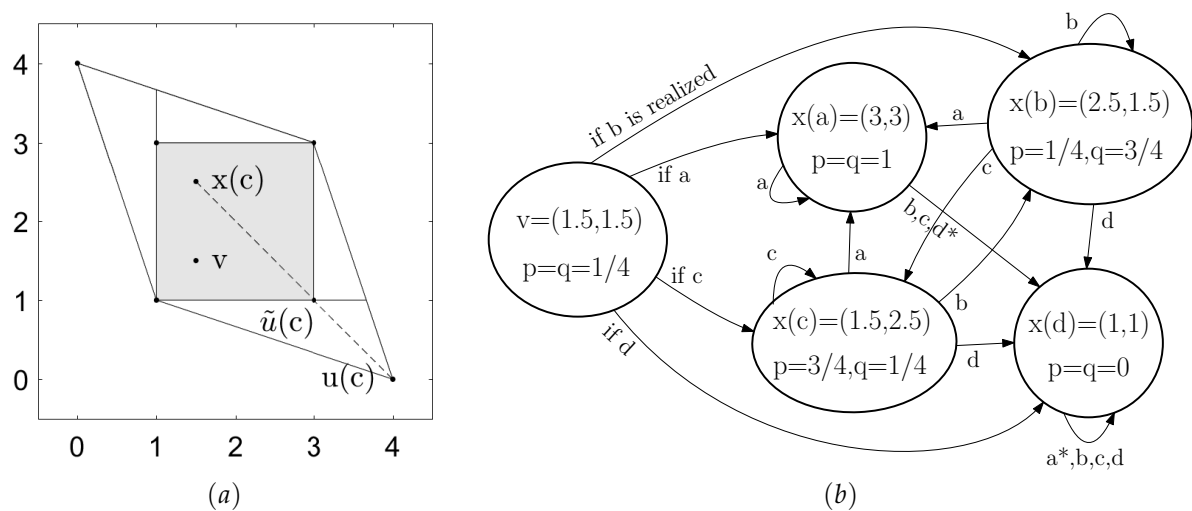 4
3
2
1
0
0 1 2 3 4
x(c)
v
ũ(c)
u(c)
(a)
if b is realized
if a
if c
if d
v=(1.5,1.5)
p=q=1/4
x(a)=(3,3)
p=q=1
a
b,c,d*
x(b)=(2.5,1.5)
p=1/4,q=3/4
b
a
c
d
x(c)=(1.5,2.5)
p=3/4,q=1/4
c
a
b
d
x(d)=(1,1)
p=q=0
a*,b,c,d
(b)